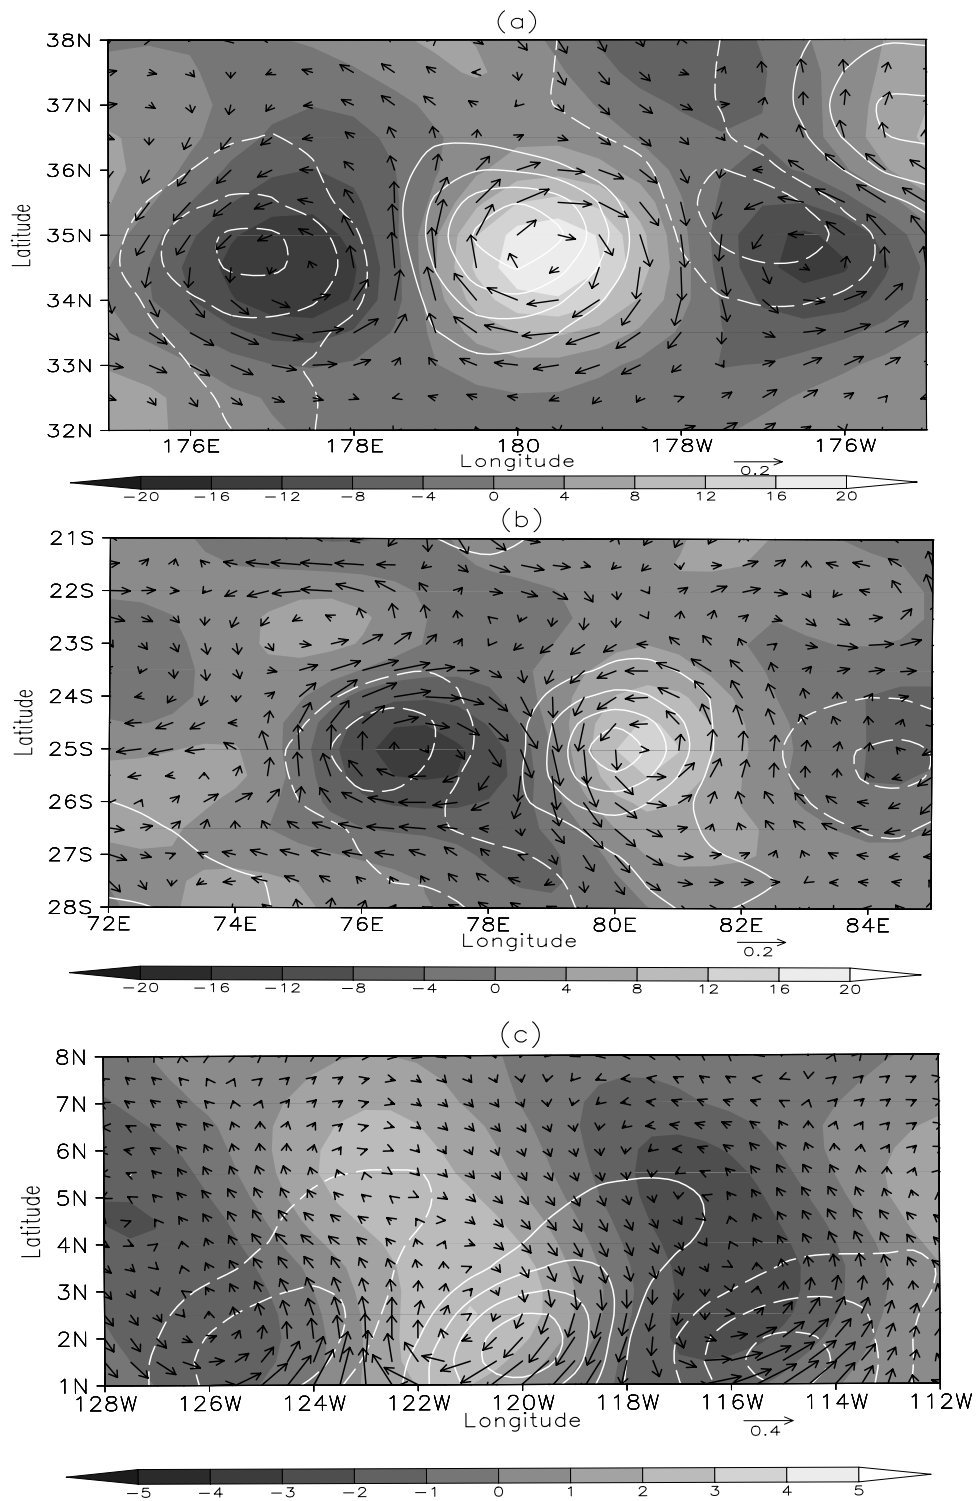 (a)
38N
37N
36N
35N
34N
33N
32N
Latitude
176E 178E 180 178W 176W
Longitude
0.2
−20 −16 −12 −8 −4 0 4 8 12 16 20
(b)
21S
22S
23S
24S
25S
26S
27S
28S
Latitude
72E 74E 76E 78E 80E 82E 84E
Longitude
0.2
−20 −16 −12 −8 −4 0 4 8 12 16 20
(c)
8N
7N
6N
5N
4N
3N
2N
1N
Latitude
128W 126W 124W 122W 120W 118W 116W 114W 112W
Longitude
0.4
−5 −4 −3 −2 −1 0 1 2 3 4 5